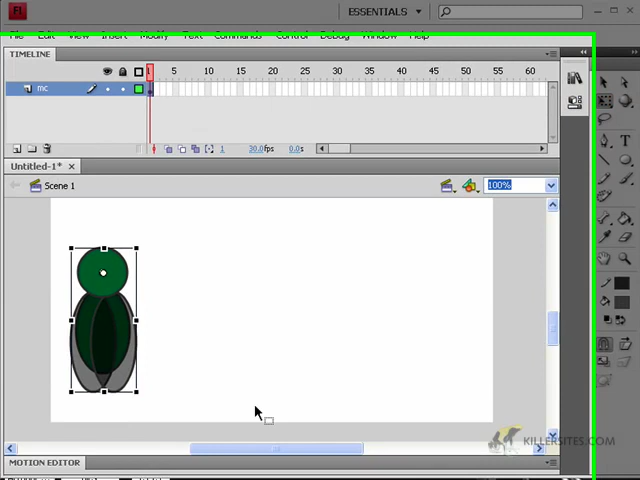 FL ESSENTIALS
File Edit View Insert Modify Text Commands Control Debug Window Help
TIMELINE
1 5 10 15 20 25 30 35 40 45 50 55 60
mc
1 30.0fps 0.0s
Untitled-1*
Scene 1 100%
KILLERSITES.COM
MOTION EDITOR